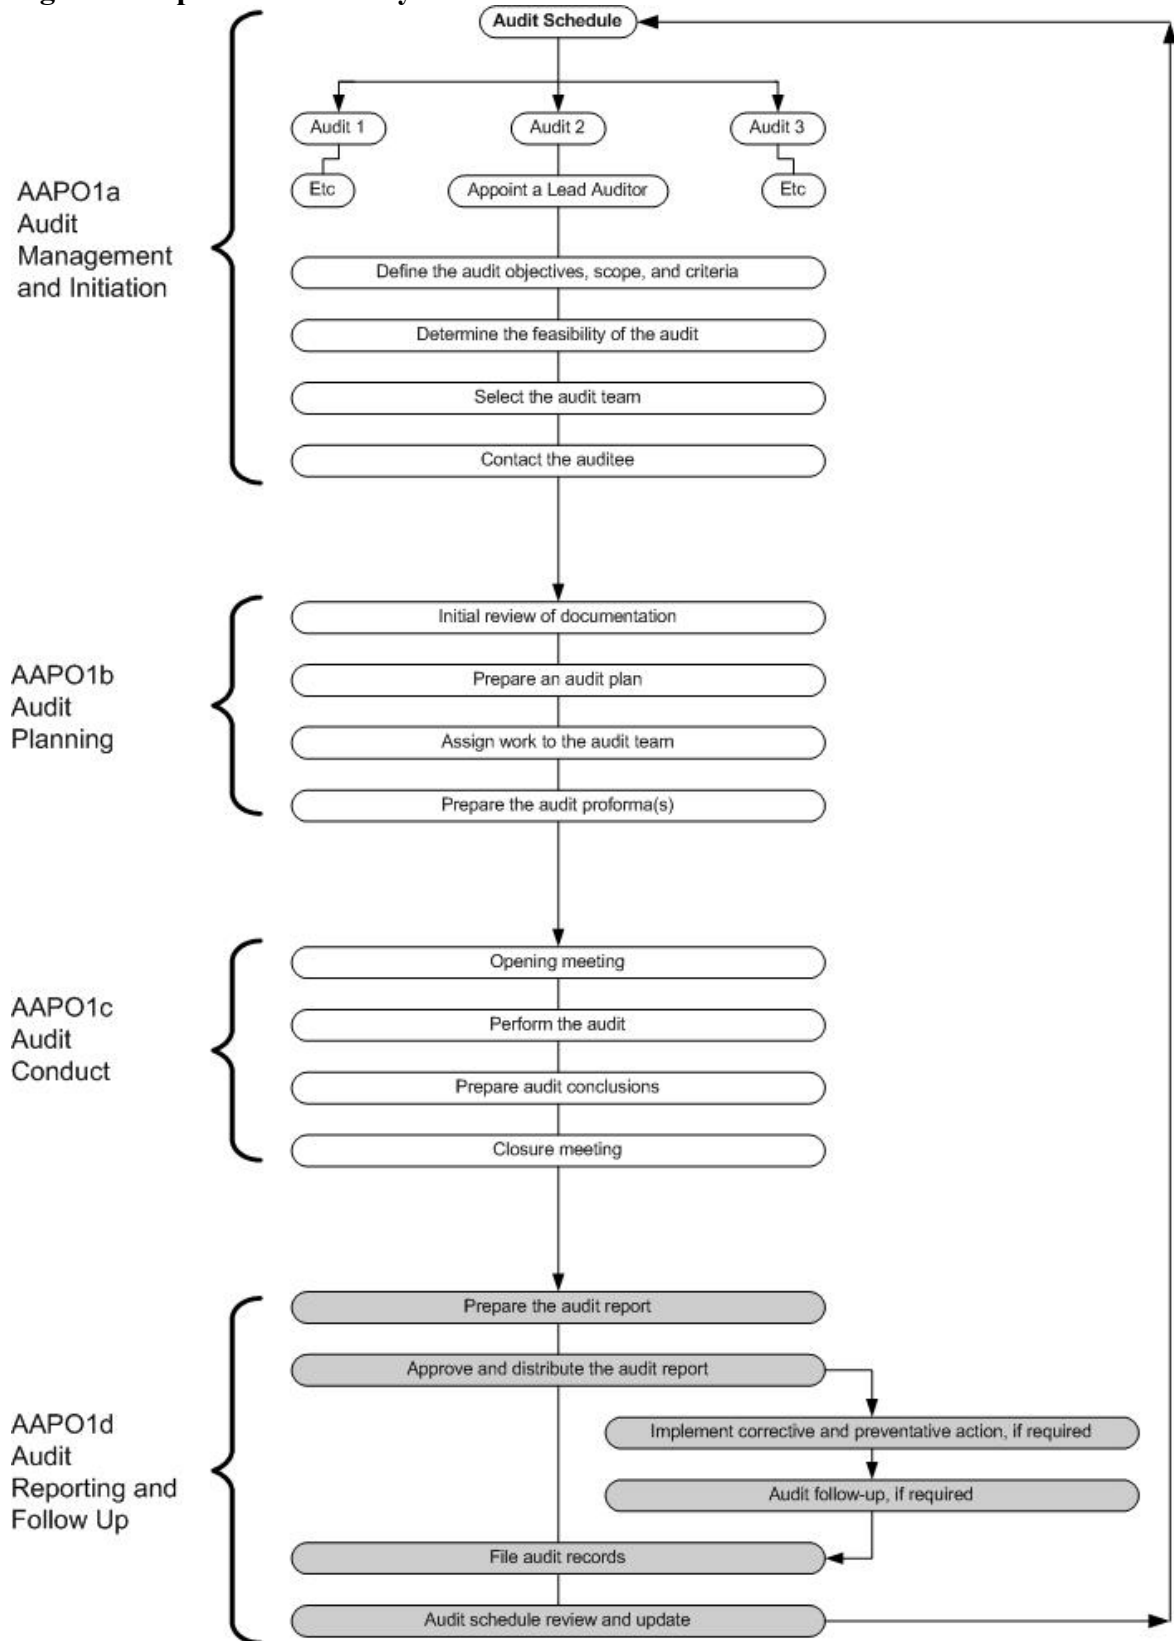 Audit Schedule
Audit 1
Audit 2
Audit 3
Etc
Appoint a Lead Auditor
Etc
AAPO1a
Audit
Management
and Initiation
Define the audit objectives, scope, and criteria
Determine the feasibility of the audit
Select the audit team
Contact the auditee
AAPO1b
Audit
Planning
Initial review of documentation
Prepare an audit plan
Assign work to the audit team
Prepare the audit proforma(s)
AAPO1c
Audit
Conduct
Opening meeting
Perform the audit
Prepare audit conclusions
Closure meeting
AAPO1d
Audit
Reporting and
Follow Up
Prepare the audit report
Approve and distribute the audit report
Implement corrective and preventative action, if required
Audit follow-up, if required
File audit records
Audit schedule review and update